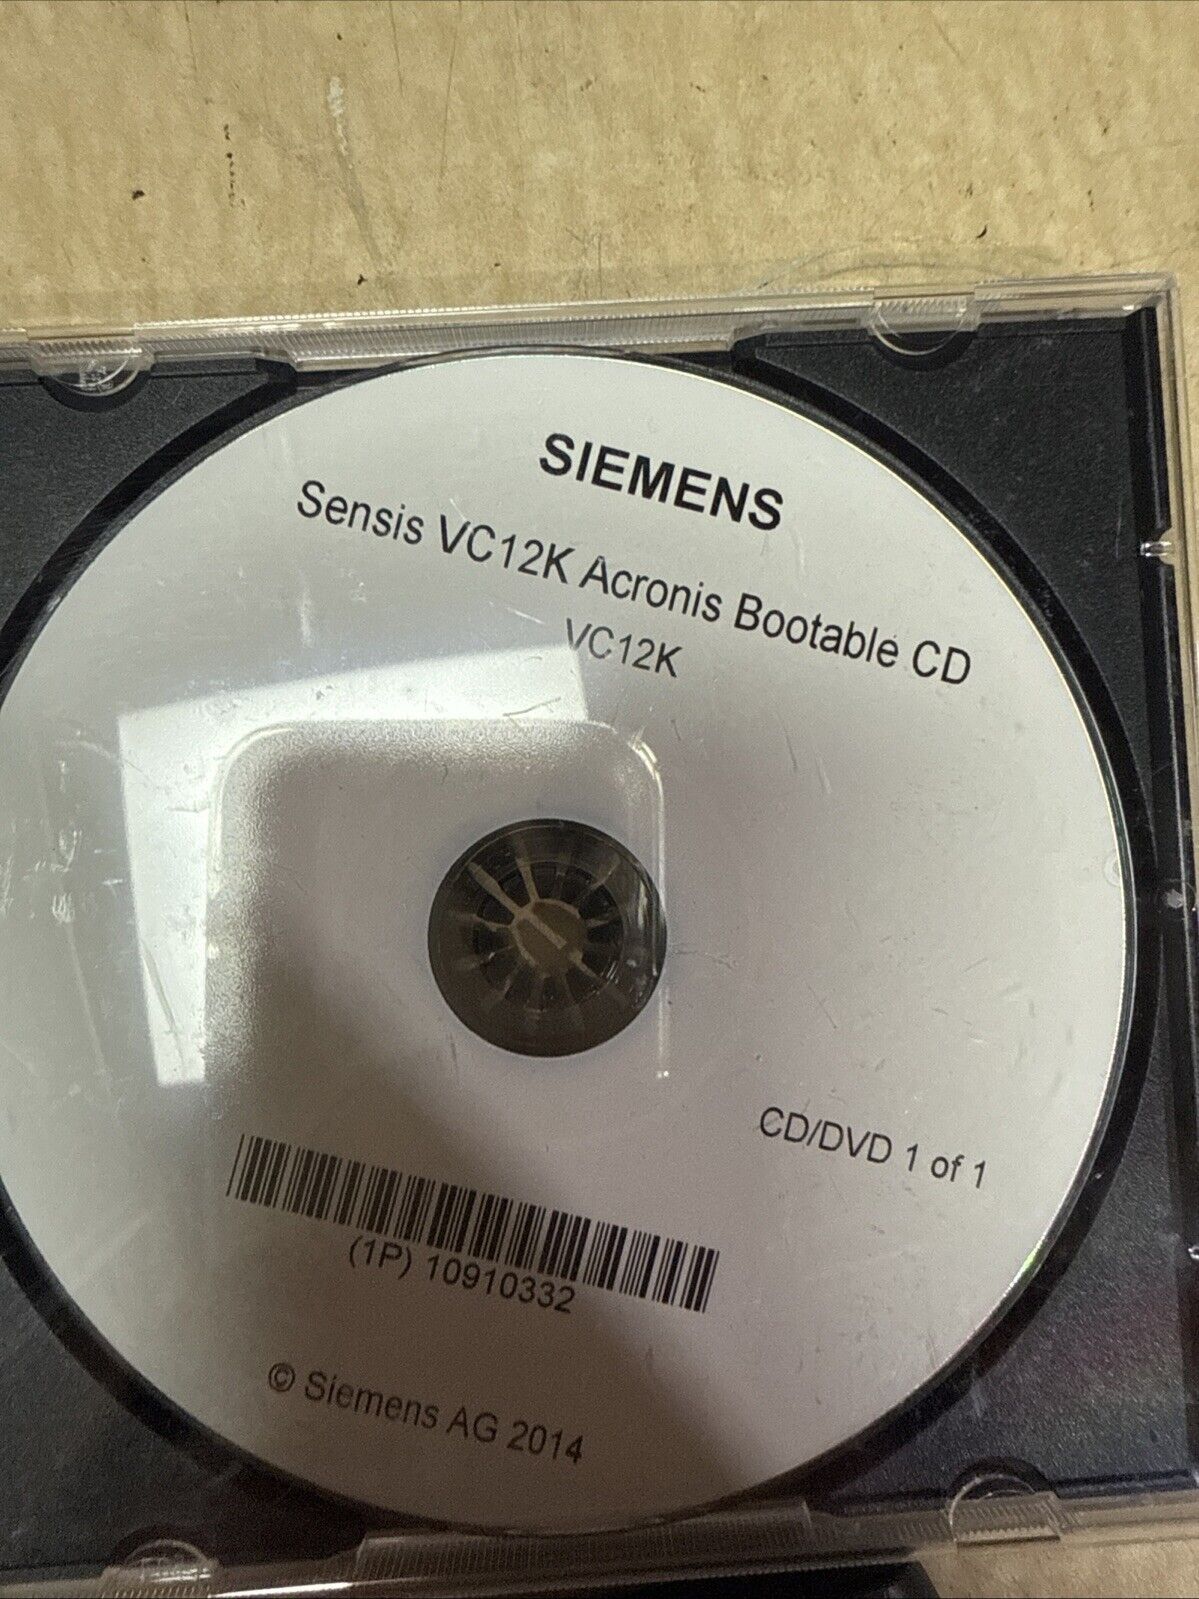 SIEMENS
Sensis VC12K Acronis Bootable CD
VC12K
CD/DVD 1 of 1
(1P) 10910332
© Siemens AG 2014